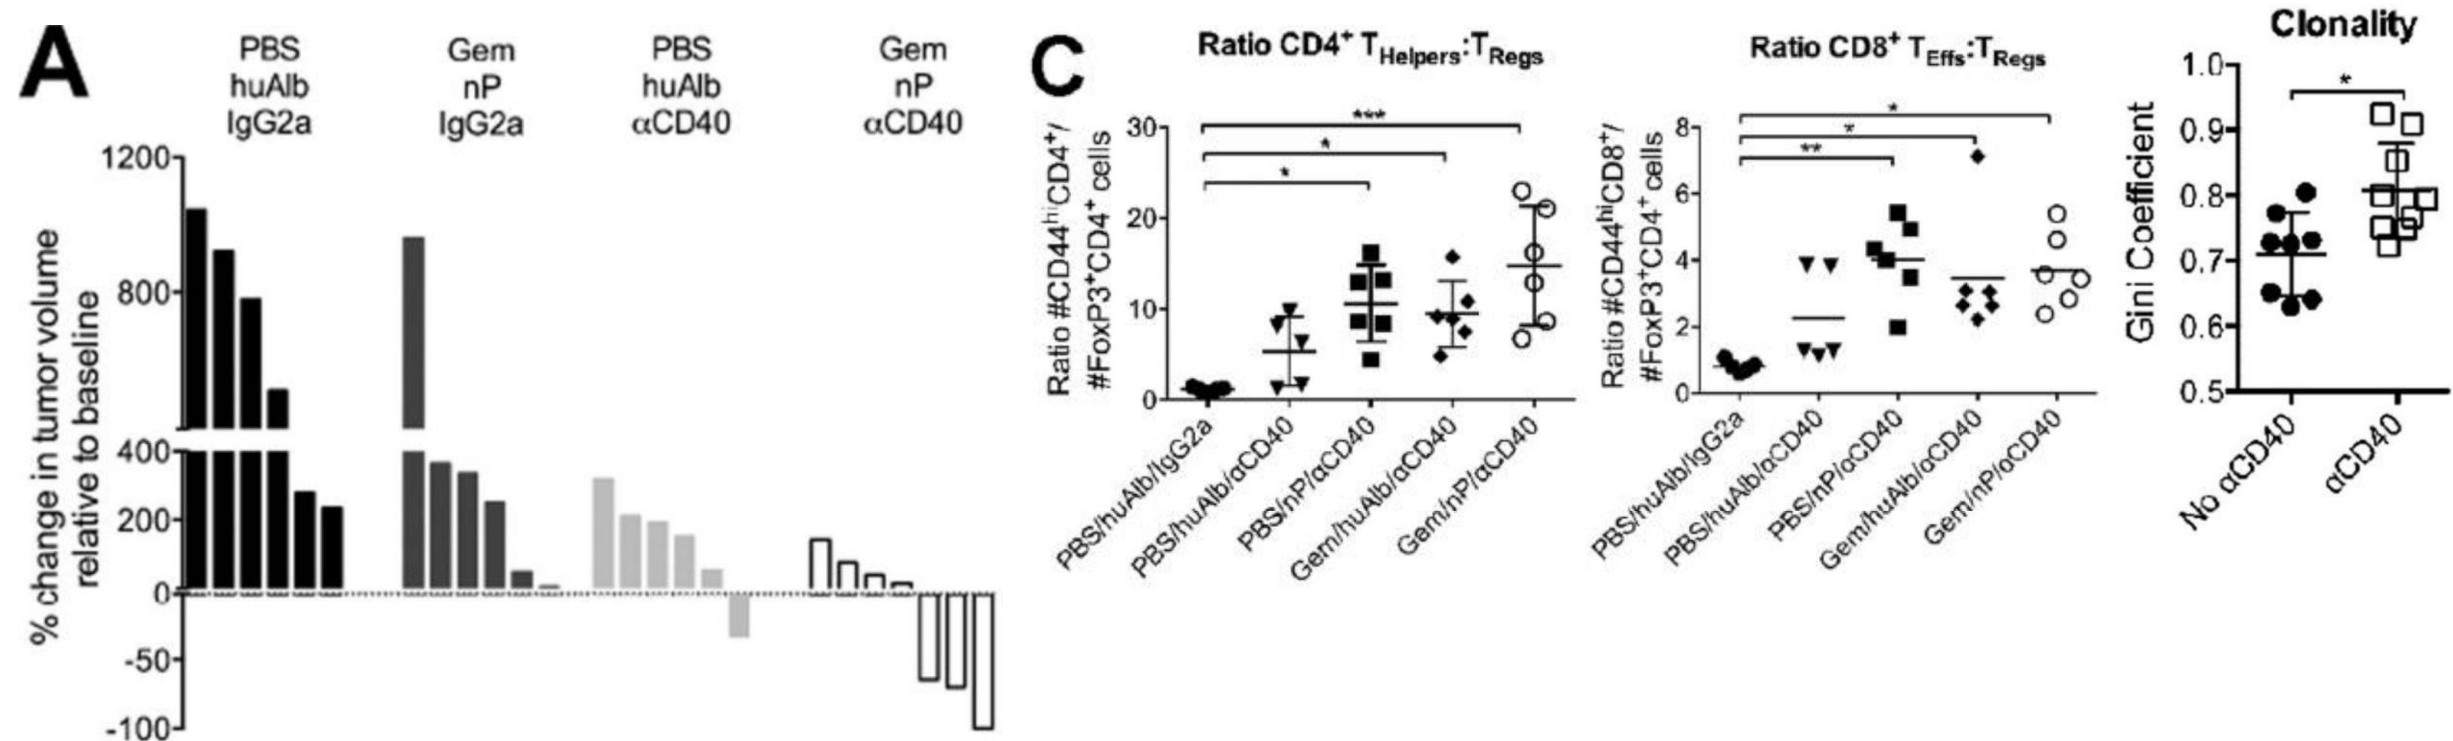 A
PBS
huAlb
IgG2a
Gem
nP
IgG2a
PBS
huAlb
αCD40
Gem
nP
αCD40
% change in tumor volume
relative to baseline
1200
800
400
200
0
-50
-100
C
Ratio CD4+ THelpers:TRegs
Ratio #CD44hiCD4+/
#FoxP3+CD4+ cells
30
20
10
0
***
*
*
PBS/huAlb/IgG2a
PBS/huAlb/αCD40
PBS/nP/αCD40
Gem/huAlb/αCD40
Gem/nP/αCD40
Ratio CD8+ TEffs:TRegs
Ratio #CD44hiCD8+/
#FoxP3+CD4+ cells
8
6
4
2
0
*
*
**
PBS/huAlb/IgG2a
PBS/huAlb/αCD40
PBS/nP/αCD40
Gem/huAlb/αCD40
Gem/nP/αCD40
Clonality
Gini Coefficient
1.0
0.9
0.8
0.7
0.6
0.5
*
No αCD40
αCD40